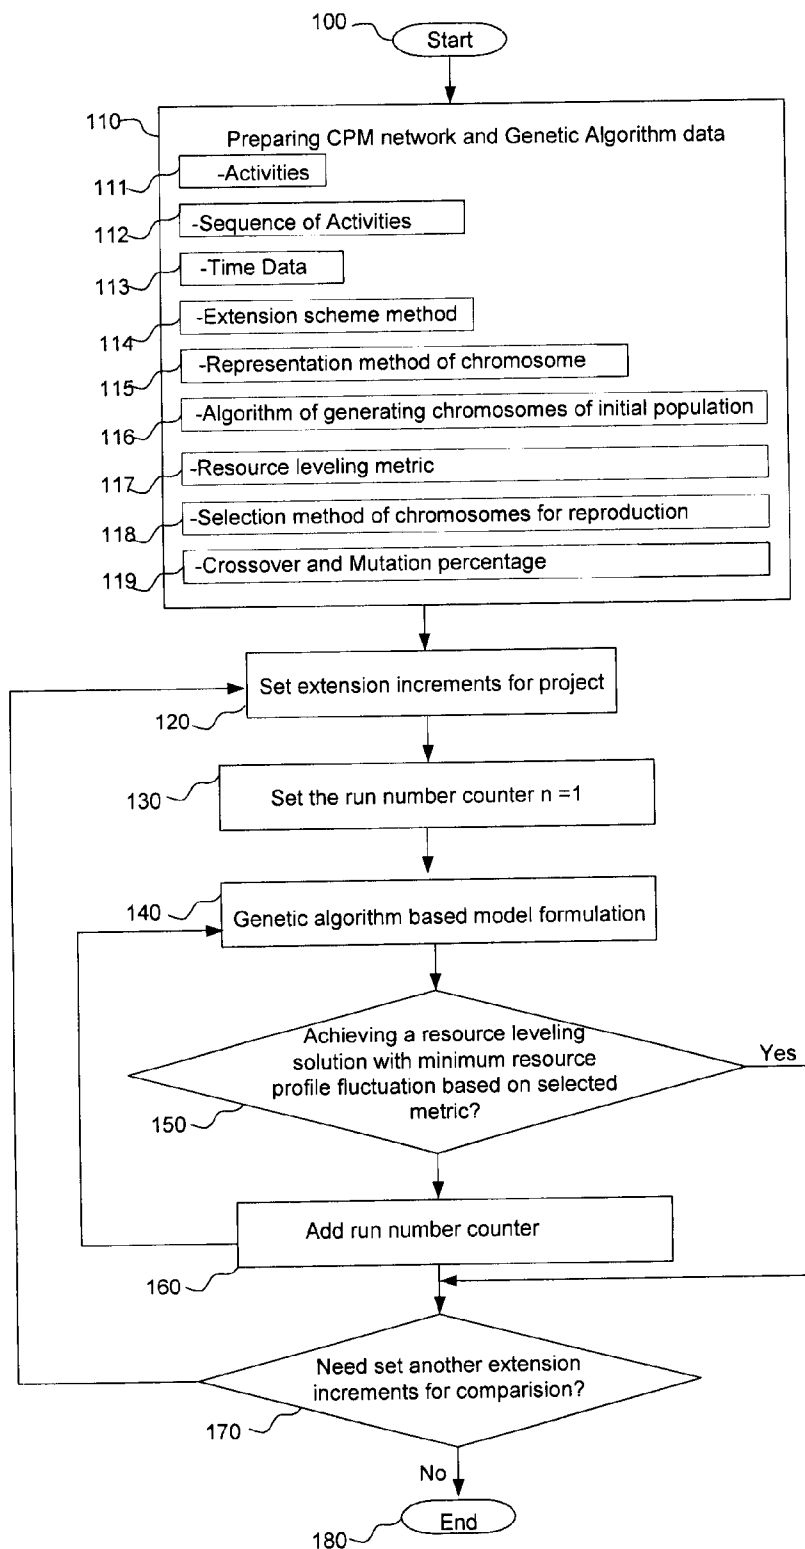 100
Start
110
Preparing CPM network and Genetic Algorithm data
111
-Activities
112
-Sequence of Activities
113
-Time Data
114
-Extension scheme method
115
-Representation method of chromosome
116
-Algorithm of generating chromosomes of initial population
117
-Resource leveling metric
118
-Selection method of chromosomes for reproduction
119
-Crossover and Mutation percentage
Set extension increments for project
120
130
Set the run number counter n =1
140
Genetic algorithm based model formulation
Achieving a resource leveling
solution with minimum resource
profile fluctuation based on selected
metric?
Yes
150
Add run number counter
160
Need set another extension
increments for comparision?
170
No
End
180